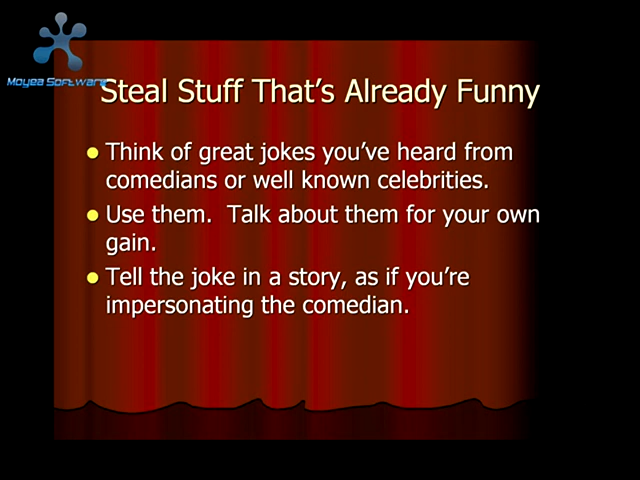 Moyea Software
Steal Stuff That's Already Funny
Think of great jokes you've heard from
comedians or well known celebrities.
Use them.  Talk about them for your own
gain.
Tell the joke in a story, as if you're
impersonating the comedian.